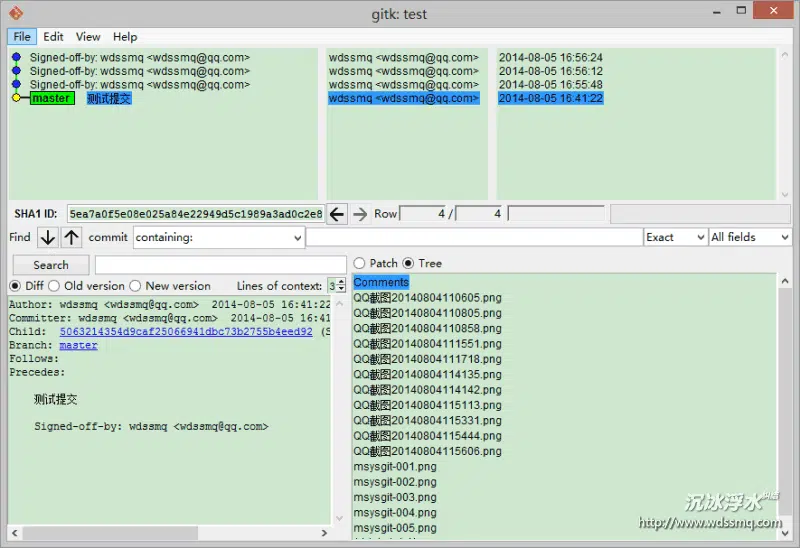 gitk: test
File Edit View Help
Signed-off-by: wdssmq <wdssmq@qq.com> wdssmq <wdssmq@qq.com> 2014-08-05 16:56:24
Signed-off-by: wdssmq <wdssmq@qq.com> wdssmq <wdssmq@qq.com> 2014-08-05 16:56:12
Signed-off-by: wdssmq <wdssmq@qq.com> wdssmq <wdssmq@qq.com> 2014-08-05 16:55:48
master 测试提交 wdssmq <wdssmq@qq.com> 2014-08-05 16:41:22
SHA1 ID: 5ea7a0f5e08e025a84e22949d5c1989a3ad0c2e8 Row 4 / 4
Find commit containing: Exact All fields
Search
Diff Old version New version Lines of context: 3
Author: wdssmq <wdssmq@qq.com> 2014-08-05 16:41:22
Committer: wdssmq <wdssmq@qq.com> 2014-08-05 16:41
Child: 5063214354d9caf25066941dbc73b2755b4eed92 (S
Branch: master
Follows:
Precedes:
测试提交
Signed-off-by: wdssmq <wdssmq@qq.com>
Patch Tree
Comments
QQ截图20140804110605.png
QQ截图20140804110805.png
QQ截图20140804110858.png
QQ截图20140804111551.png
QQ截图20140804111718.png
QQ截图20140804114135.png
QQ截图20140804114142.png
QQ截图20140804115113.png
QQ截图20140804115331.png
QQ截图20140804115444.png
QQ截图20140804115606.png
msysgit-001.png
msysgit-002.png
msysgit-003.png
msysgit-004.png
msysgit-005.png
沉冰浮水
http://www.wdssmq.com